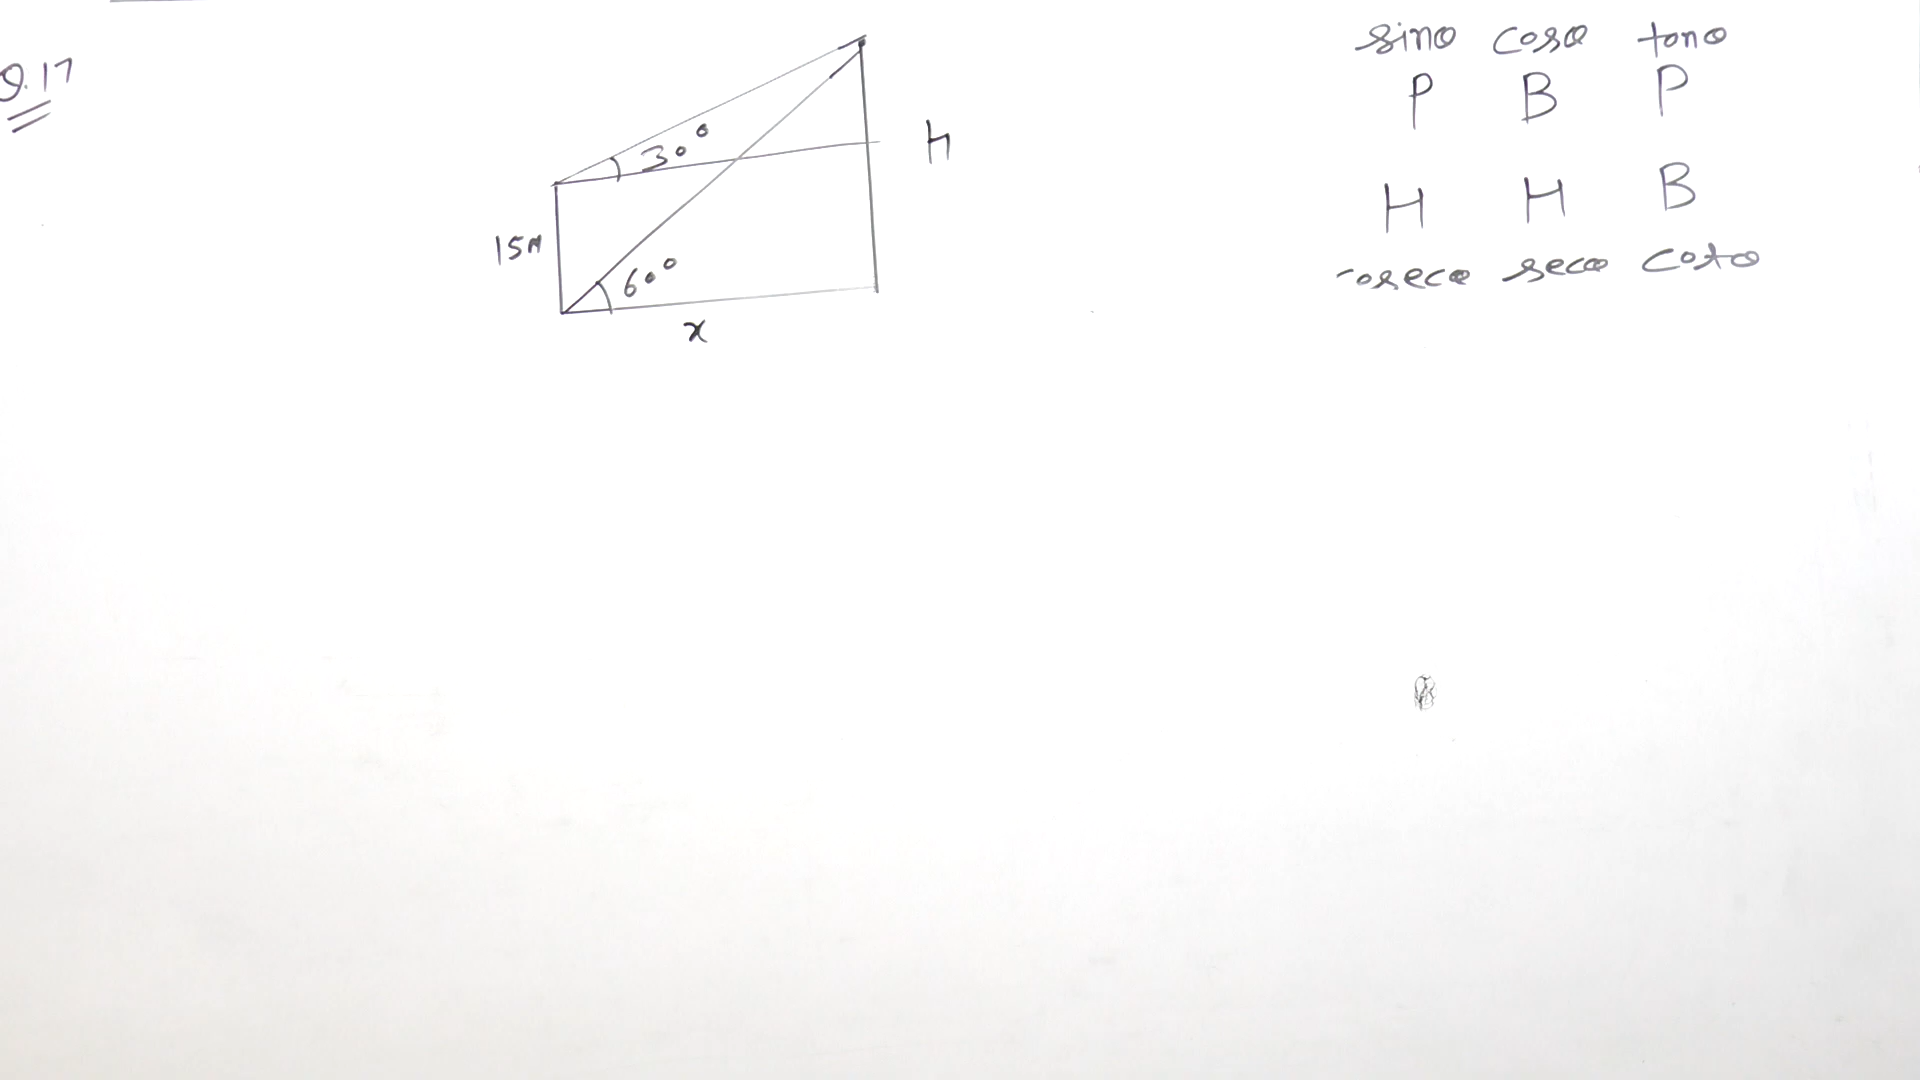 Q.17
30°
H
15M
60°
x
sinθ cosθ tanθ
P B P
H H B
cosecθ secθ cotθ